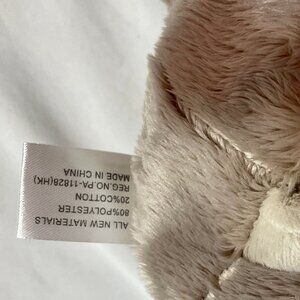 ALL NEW MATERIALS
80%POLYESTER
20%COTTON
REG.NO.PA-11828(HK)
MADE IN CHINA